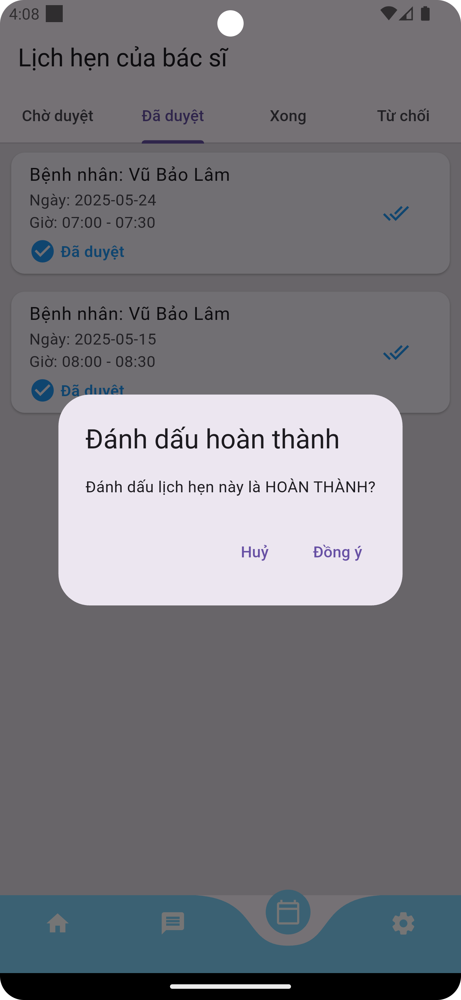 4:08
Lịch hẹn của bác sĩ
Chờ duyệt Đã duyệt Xong Từ chối
Bệnh nhân: Vũ Bảo Lâm
Ngày: 2025-05-24
Giờ: 07:00 - 07:30
Đã duyệt
Bệnh nhân: Vũ Bảo Lâm
Ngày: 2025-05-15
Giờ: 08:00 - 08:30
Đã duyệt
Đánh dấu hoàn thành
Đánh dấu lịch hẹn này là HOÀN THÀNH?
Huỷ Đồng ý